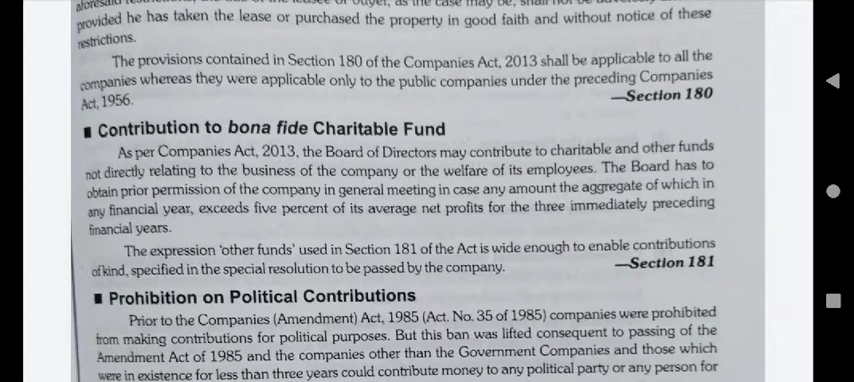 aforesaid
or buyer, as the case may be, shall not be
provided he has taken the lease or purchased the property in good faith and without notice of these
restrictions.
The provisions contained in Section 180 of the Companies Act, 2013 shall be applicable to all the
companies whereas they were applicable only to the public companies under the preceding Companies
Act, 1956.
—Section 180
■ Contribution to bona fide Charitable Fund
As per Companies Act, 2013, the Board of Directors may contribute to charitable and other funds
not directly relating to the business of the company or the welfare of its employees. The Board has to
obtain prior permission of the company in general meeting in case any amount the aggregate of which in
any financial year, exceeds five percent of its average net profits for the three immediately preceding
financial years.
The expression 'other funds' used in Section 181 of the Act is wide enough to enable contributions
of kind, specified in the special resolution to be passed by the company.
—Section 181
■ Prohibition on Political Contributions
Prior to the Companies (Amendment) Act, 1985 (Act. No. 35 of 1985) companies were prohibited
from making contributions for political purposes. But this ban was lifted consequent to passing of the
Amendment Act of 1985 and the companies other than the Government Companies and those which
were in existence for less than three years could contribute money to any political party or any person for